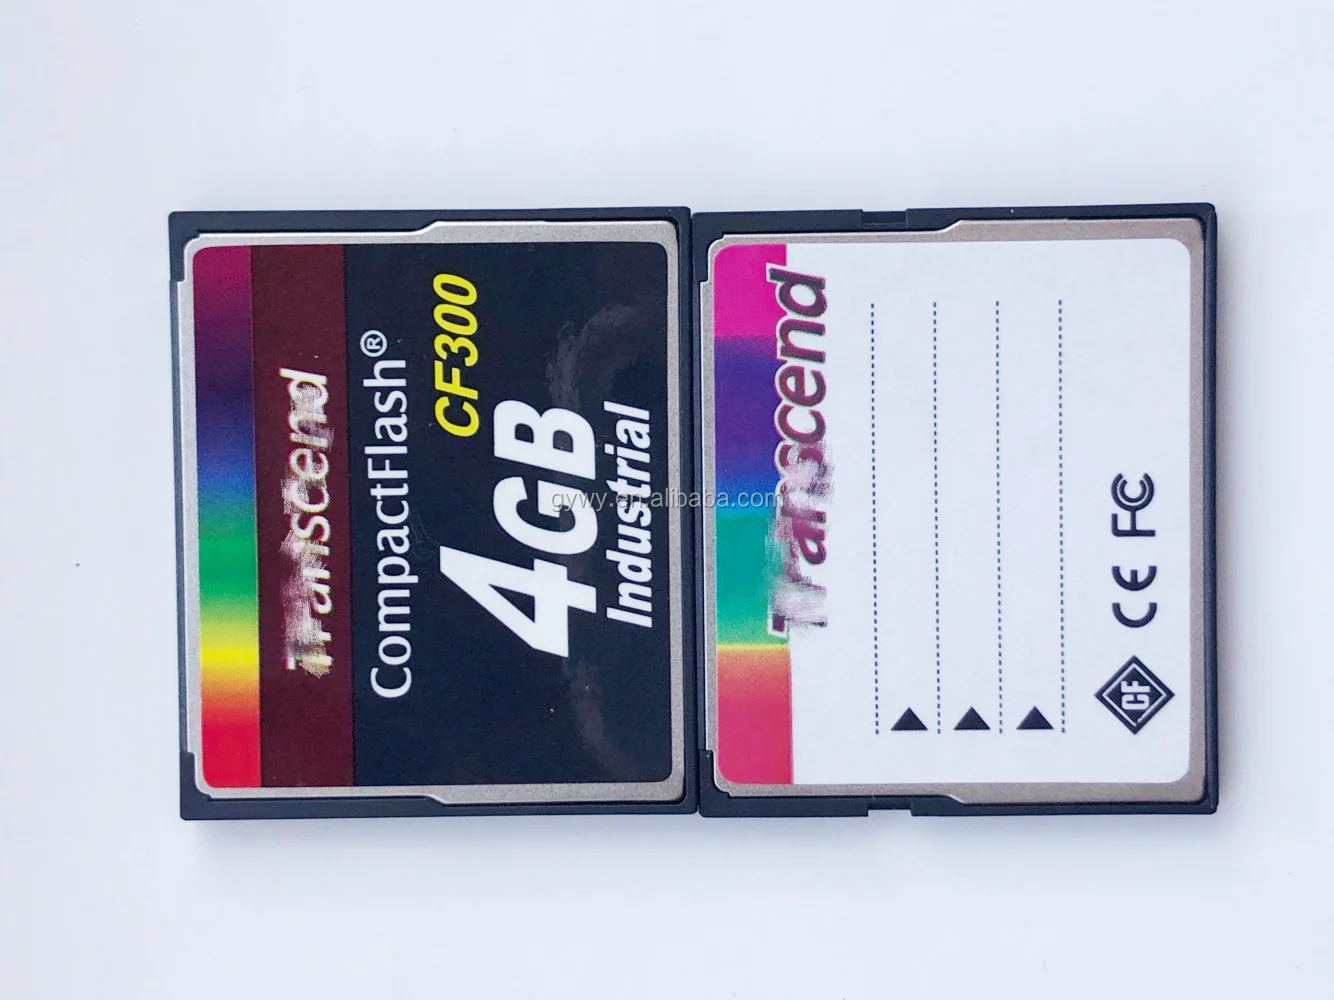 Transcend
CompactFlash®
CF300
4GB
Industrial
Transcend
CF CE FC
gywy.en.alibaba.com